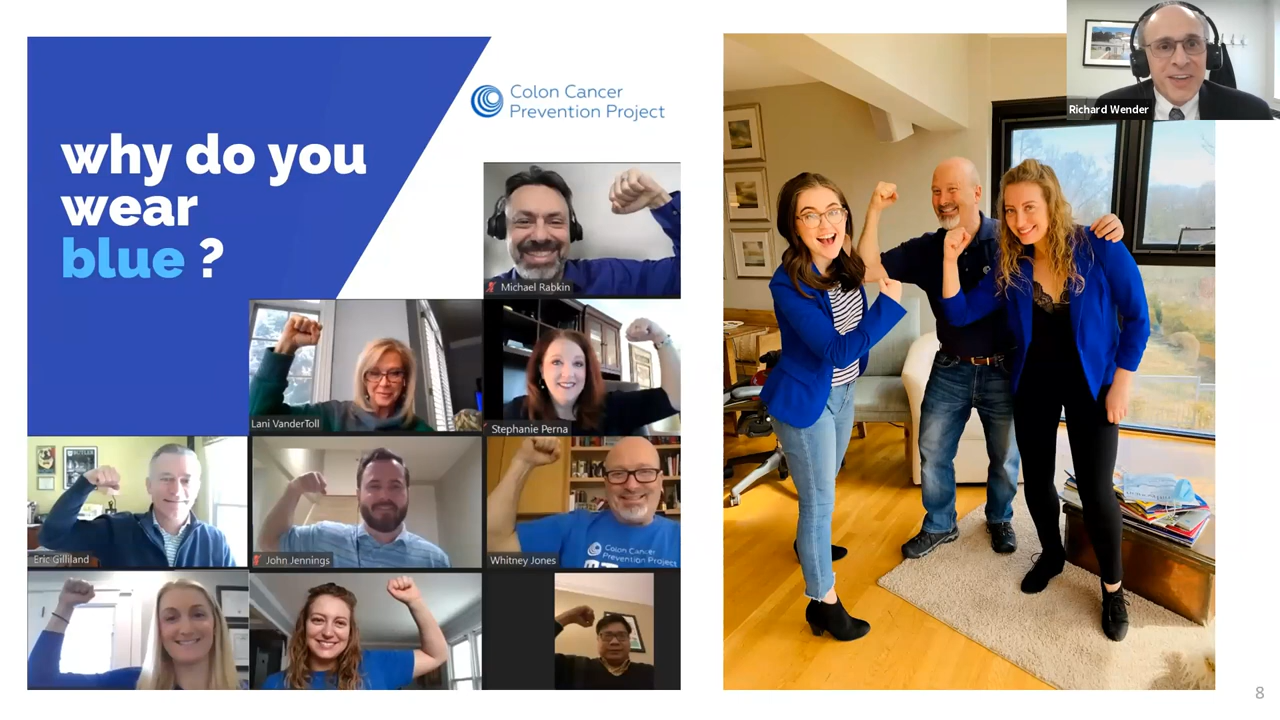 Richard Wender
Colon Cancer
Prevention Project
why do you
wear
blue ?
Michael Rabkin
Lani VanderToll
Stephanie Perna
BUTLER
Eric Gilliland
John Jennings
Whitney Jones
Colon Cancer
Prevention Project
8